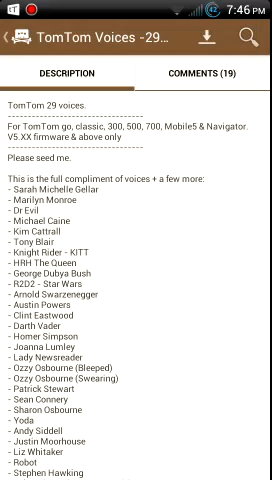 42 7:46 PM
TomTom Voices -29...
DESCRIPTION COMMENTS (19)
TomTom 29 voices.
----------------------------------
For TomTom go, classic, 300, 500, 700, Mobile5 & Navigator.
V5.XX firmware & above only
----------------------------------
Please seed me.
This is the full compliment of voices + a few more:
- Sarah Michelle Gellar
- Marilyn Monroe
- Dr Evil
- Michael Caine
- Kim Cattrall
- Tony Blair
- Knight Rider - KITT
- HRH The Queen
- George Dubya Bush
- R2D2 - Star Wars
- Arnold Swarzenegger
- Austin Powers
- Clint Eastwood
- Darth Vader
- Homer Simpson
- Joanna Lumley
- Lady Newsreader
- Ozzy Osbourne (Bleeped)
- Ozzy Osbourne (Swearing)
- Patrick Stewart
- Sean Connery
- Sharon Osbourne
- Yoda
- Andy Siddell
- Justin Moorhouse
- Liz Whitaker
- Robot
- Stephen Hawking